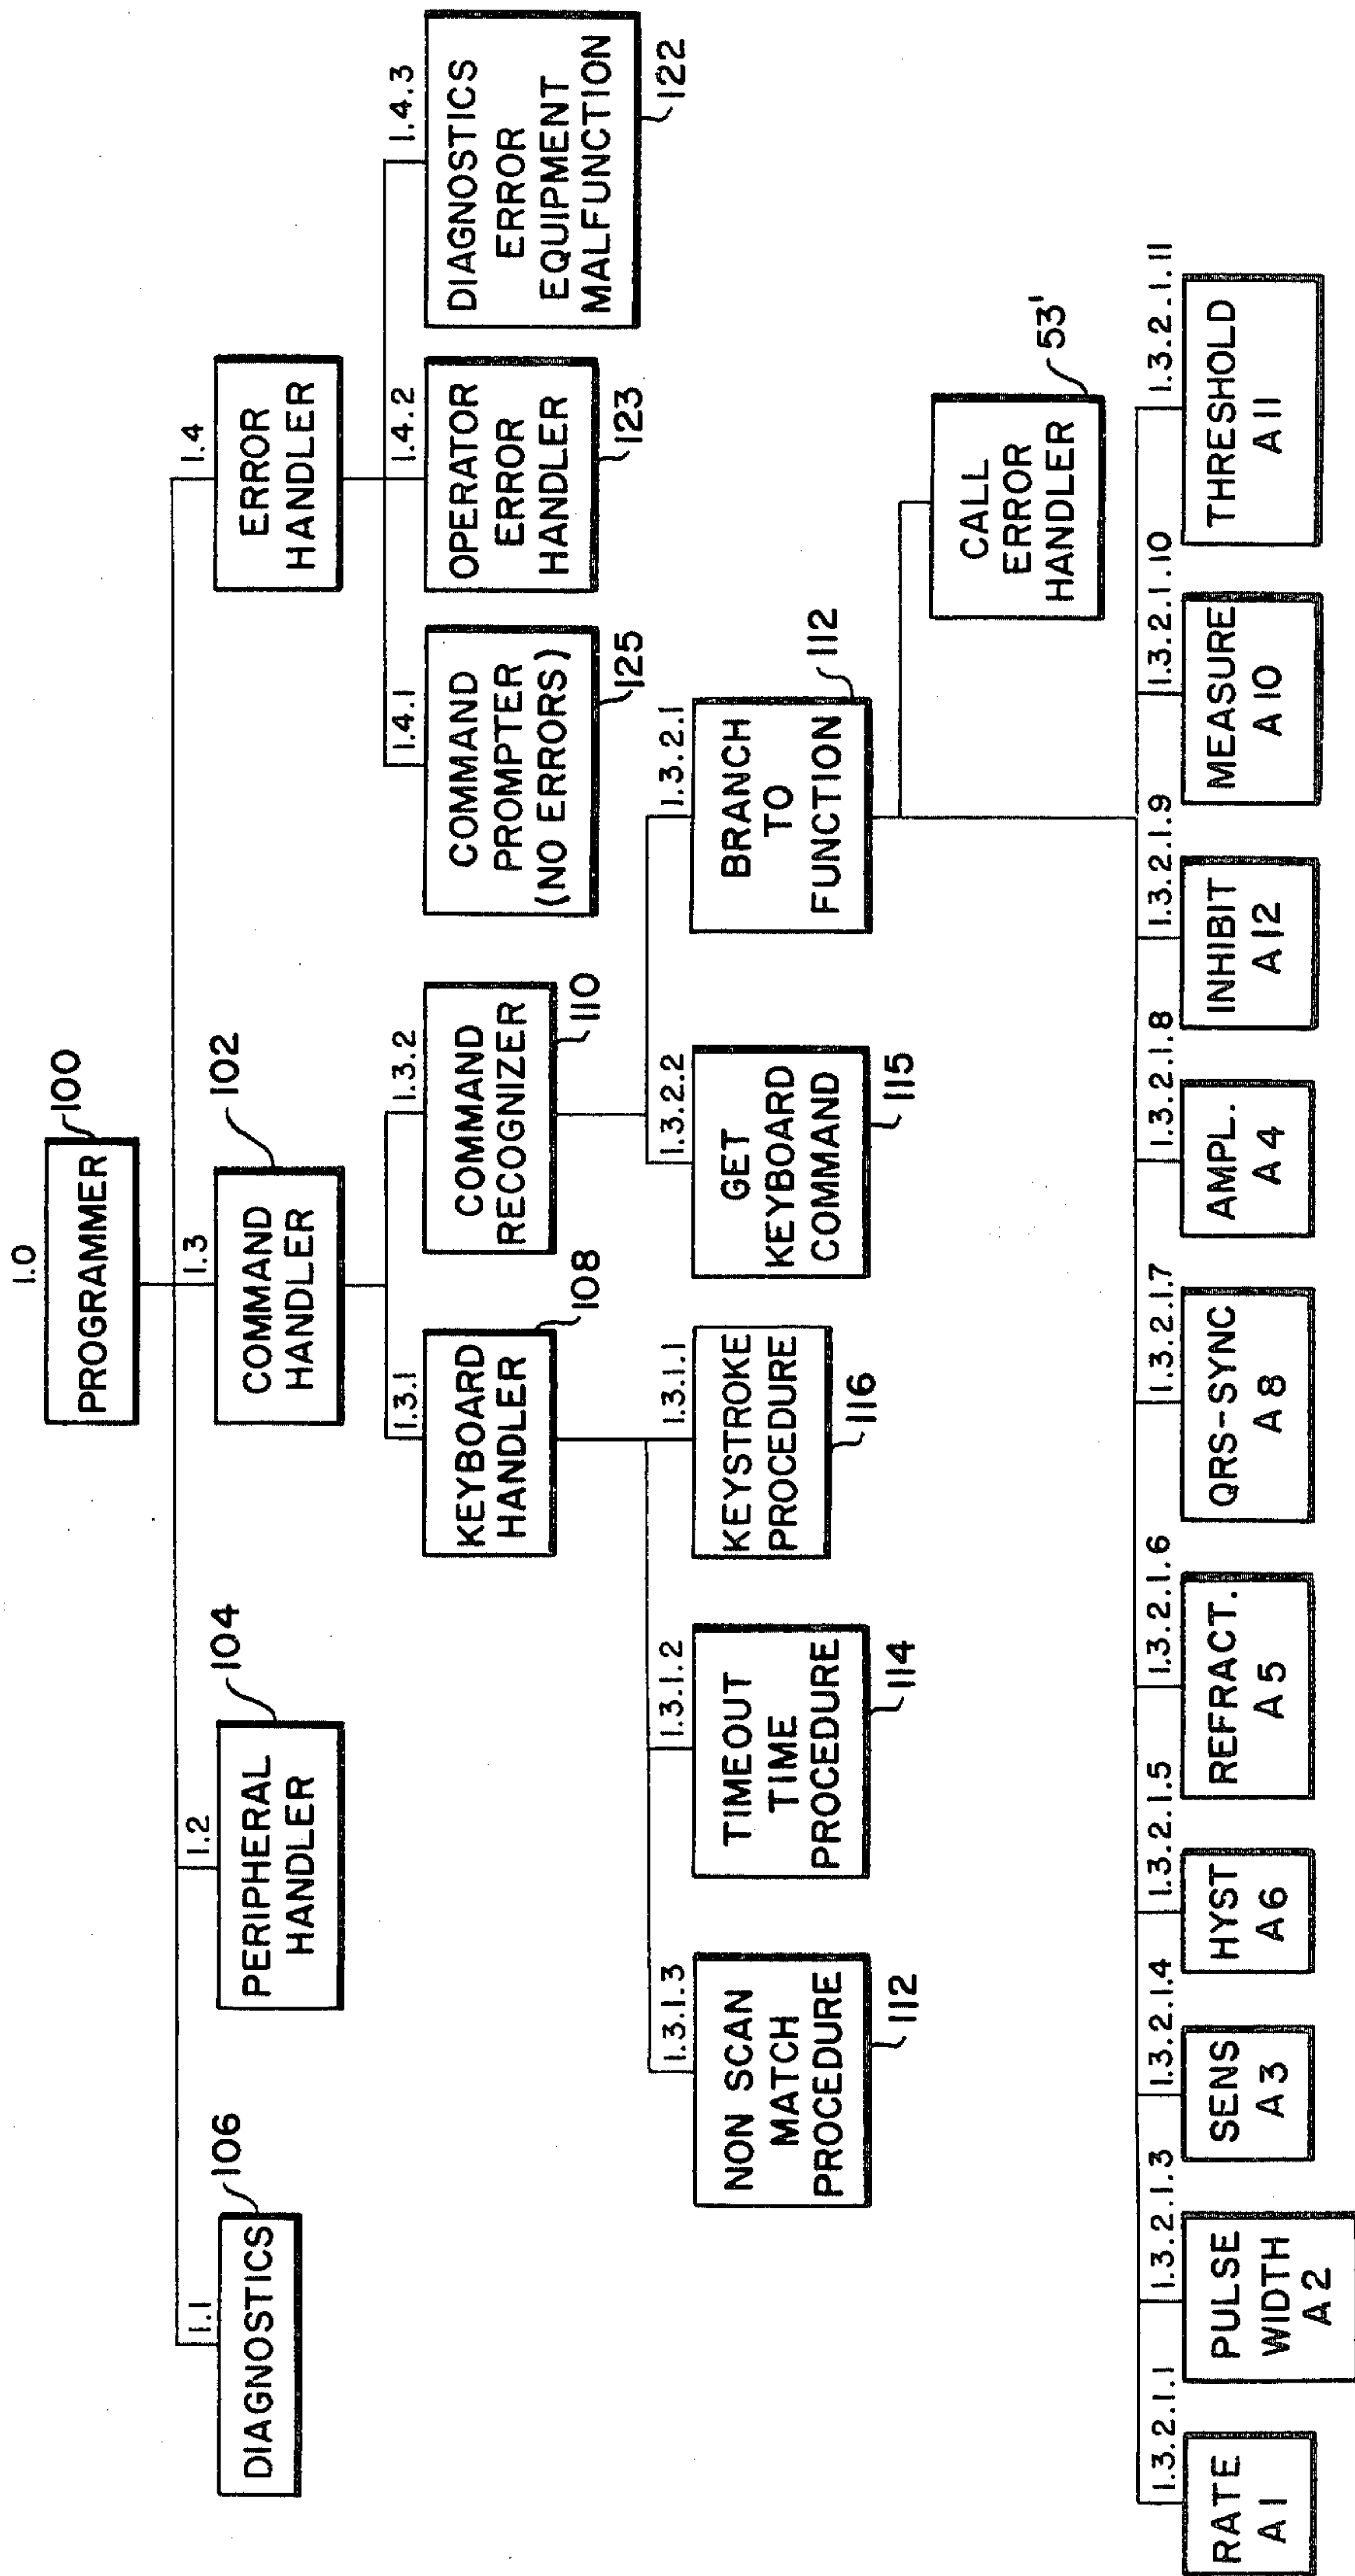 1.0
PROGRAMMER
100
1.1
DIAGNOSTICS
106
1.2
PERIPHERAL
HANDLER
104
1.3
COMMAND
HANDLER
102
1.4
ERROR
HANDLER
1.3.1
KEYBOARD
HANDLER
108
1.3.2
COMMAND
RECOGNIZER
110
1.4.1
COMMAND
PROMPTER
(NO ERRORS)
125
1.4.2
OPERATOR
ERROR
HANDLER
123
1.4.3
DIAGNOSTICS
ERROR
EQUIPMENT
MALFUNCTION
122
1.3.1.3
NON SCAN
MATCH
PROCEDURE
112
1.3.1.2
TIMEOUT
TIME
PROCEDURE
114
1.3.1.1
KEYSTROKE
PROCEDURE
116
1.3.2.2
GET
KEYBOARD
COMMAND
115
1.3.2.1
BRANCH
TO
FUNCTION
112
CALL
ERROR
HANDLER
53'
1.3.2.1.1
RATE
A1
1.3.2.1.3
PULSE
WIDTH
A2
1.3.2.1.4
SENS
A3
1.3.2.1.5
HYST
A6
1.3.2.1.6
REFRACT.
A5
1.3.2.1.7
QRS-SYNC
A8
1.3.2.1.8
AMPL.
A4
1.3.2.1.9
INHIBIT
A12
1.3.2.1.10
MEASURE
A10
1.3.2.1.11
THRESHOLD
A11